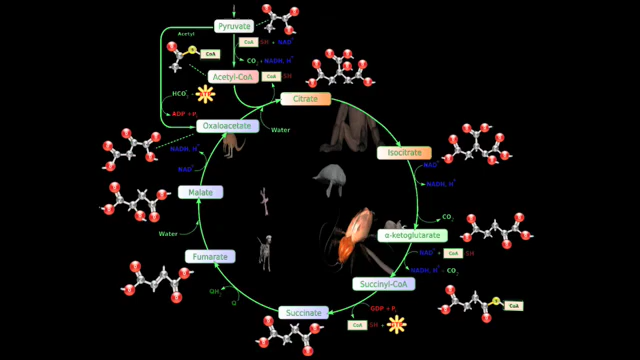 Pyruvate
Acetyl
CoA SH + NAD⁺
S CoA
CO₂ + NADH, H⁺
Acetyl-CoA
CoA SH
HCO₃⁻ + ATP
Citrate
ADP + Pᵢ
Oxaloacetate
Water
NADH, H⁺
Isocitrate
NAD⁺
NAD⁺
NADH, H⁺
Malate
CO₂
Water
α-ketoglutarate
Fumarate
NAD⁺ + CoA SH
NADH, H⁺ + CO₂
Succinyl-CoA
QH₂
Q
GDP + Pᵢ
Succinate
CoA SH + GTP
S CoA